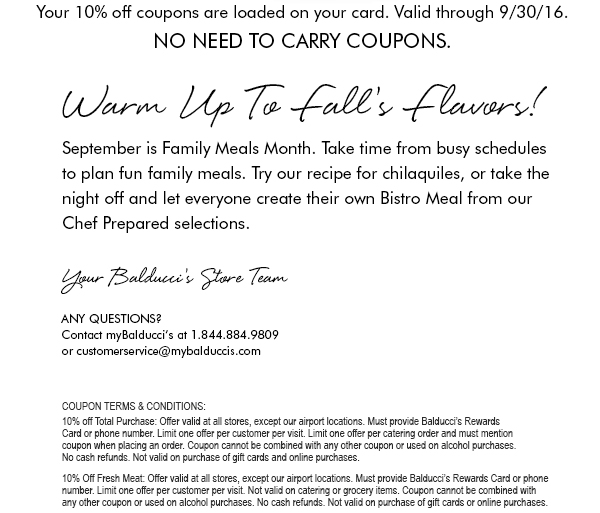 Your 10% off coupons are loaded on your card. Valid through 9/30/16.
NO NEED TO CARRY COUPONS.
Warm Up To Fall's Flavors!
September is Family Meals Month. Take time from busy schedules
to plan fun family meals. Try our recipe for chilaquiles, or take the
night off and let everyone create their own Bistro Meal from our
Chef Prepared selections.
Your Balducci's Store Team
ANY QUESTIONS?
Contact myBalducci's at 1.844.884.9809
or customerservice@mybalduccis.com
COUPON TERMS & CONDITIONS:
10% off Total Purchase: Offer valid at all stores, except our airport locations. Must provide Balducci's Rewards
Card or phone number. Limit one offer per customer per visit. Limit one offer per catering order and must mention
coupon when placing an order. Coupon cannot be combined with any other coupon or used on alcohol purchases.
No cash refunds. Not valid on purchase of gift cards and online purchases.
10% Off Fresh Meat: Offer valid at all stores, except our airport locations. Must provide Balducci's Rewards Card or phone
number. Limit one offer per customer per visit. Not valid on catering or grocery items. Coupon cannot be combined with
any other coupon or used on alcohol purchases. No cash refunds. Not valid on purchase of gift cards or online purchases.